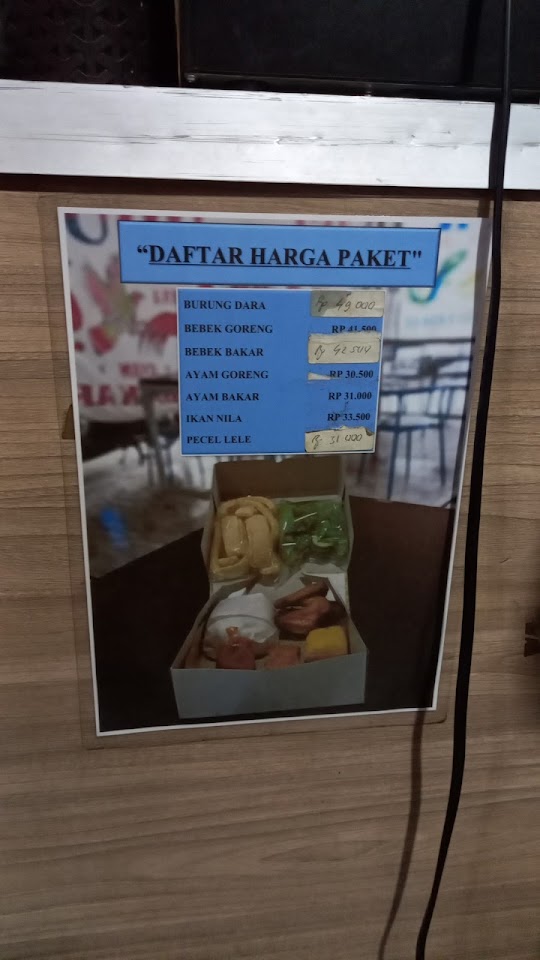 "DAFTAR HARGA PAKET"
BURUNG DARA Rp 49.000
BEBEK GORENG RP 41.500
BEBEK BAKAR Rp 42.500
AYAM GORENG RP 30.500
AYAM BAKAR RP 31.000
IKAN NILA RP 33.500
PECEL LELE Rp 31.000